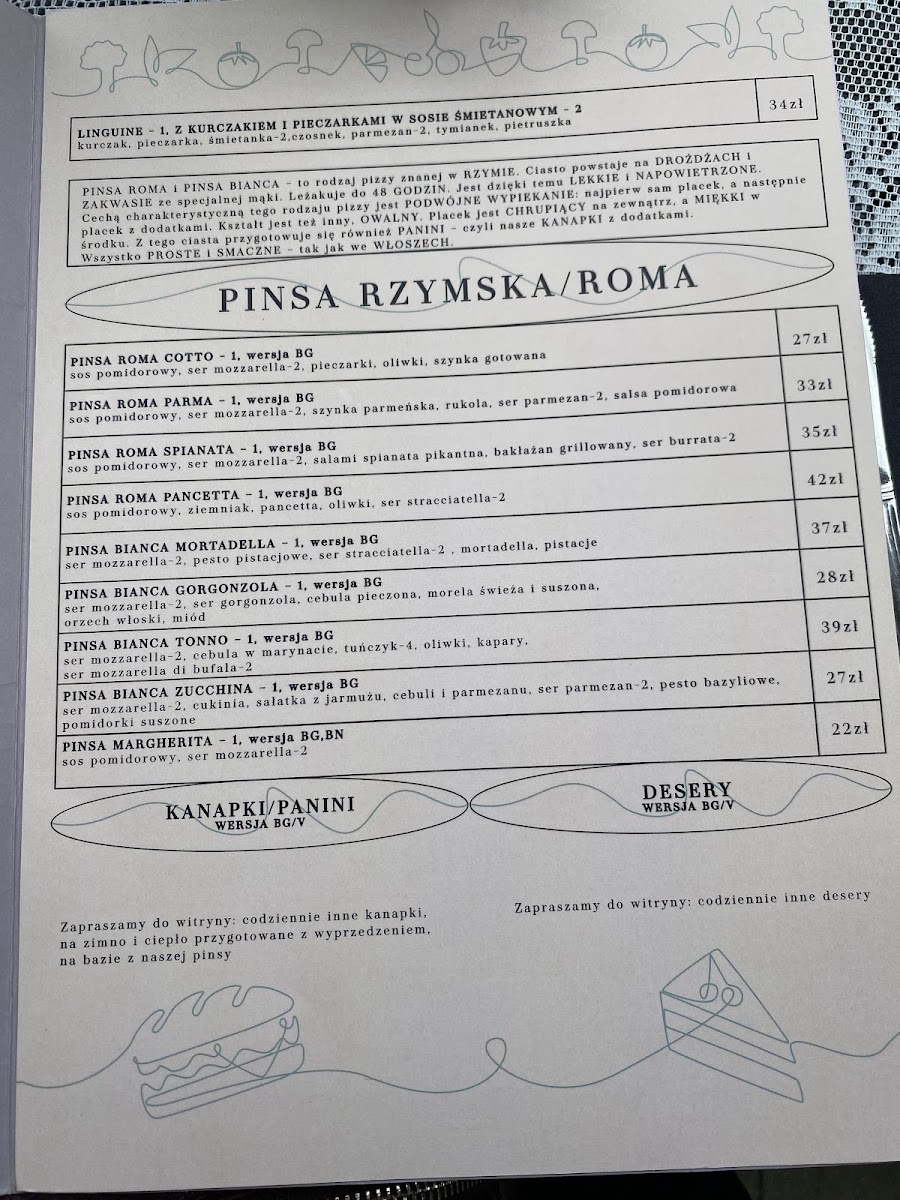 LINGUINE - 1, Z KURCZAKIEM I PIECZARKAMI W SOSIE ŚMIETANOWYM - 2
34zł
kurczak, pieczarka, śmietanka-2,czosnek, parmezan-2, tymianek, pietruszka
PINSA ROMA i PINSA BIANCA - to rodzaj pizzy znanej w RZYMIE. Ciasto powstaje na DROŻDŻACH i
ZAKWASIE ze specjalnej mąki. Leżakuje do 48 GODZIN. Jest dzięki temu LEKKIE i NAPOWIETRZONE.
Cechą charakterystyczną tego rodzaju pizzy jest PODWÓJNE WYPIEKANIE: najpierw sam placek, a następnie
placek z dodatkami. Kształt jest też inny, OWALNY. Placek jest CHRUPIĄCY na zewnątrz, a MIĘKKI w
środku. Z tego ciasta przygotowuje się również PANINI - czyli nasze KANAPKI z dodatkami.
Wszystko PROSTE i SMACZNE - tak jak we WŁOSZECH.
PINSA RZYMSKA/ROMA
PINSA ROMA COTTO - 1, wersja BG
27zł
sos pomidorowy, ser mozzarella-2, pieczarki, oliwki, szynka gotowana
PINSA ROMA PARMA - 1, wersja BG
33zł
sos pomidorowy, ser mozzarella-2, szynka parmeńska, rukola, ser parmezan-2, salsa pomidorowa
PINSA ROMA SPIANATA - 1, wersja BG
35zł
sos pomidorowy, ser mozzarella-2, salami spianata pikantna, bakłażan grillowany, ser burrata-2
PINSA ROMA PANCETTA - 1, wersja BG
42zł
sos pomidorowy, ziemniak, pancetta, oliwki, ser stracciatella-2
PINSA BIANCA MORTADELLA - 1, wersja BG
37zł
ser mozzarella-2, pesto pistacjowe, ser stracciatella-2 , mortadella, pistacje
PINSA BIANCA GORGONZOLA - 1, wersja BG
28zł
ser mozzarella-2, ser gorgonzola, cebula pieczona, morela świeża i suszona,
orzech włoski, miód
PINSA BIANCA TONNO - 1, wersja BG
39zł
ser mozzarella-2, cebula w marynacie, tuńczyk-4, oliwki, kapary,
ser mozzarella di bufala-2
PINSA BIANCA ZUCCHINA - 1, wersja BG
27zł
ser mozzarella-2, cukinia, sałatka z jarmużu, cebuli i parmezanu, ser parmezan-2, pesto bazyliowe,
pomidorki suszone
PINSA MARGHERITA - 1, wersja BG,BN
22zł
sos pomidorowy, ser mozzarella-2
KANAPKI/PANINI
WERSJA BG/V
DESERY
WERSJA BG/V
Zapraszamy do witryny: codziennie inne kanapki,
na zimno i ciepło przygotowane z wyprzedzeniem,
na bazie z naszej pinsy
Zapraszamy do witryny: codziennie inne desery